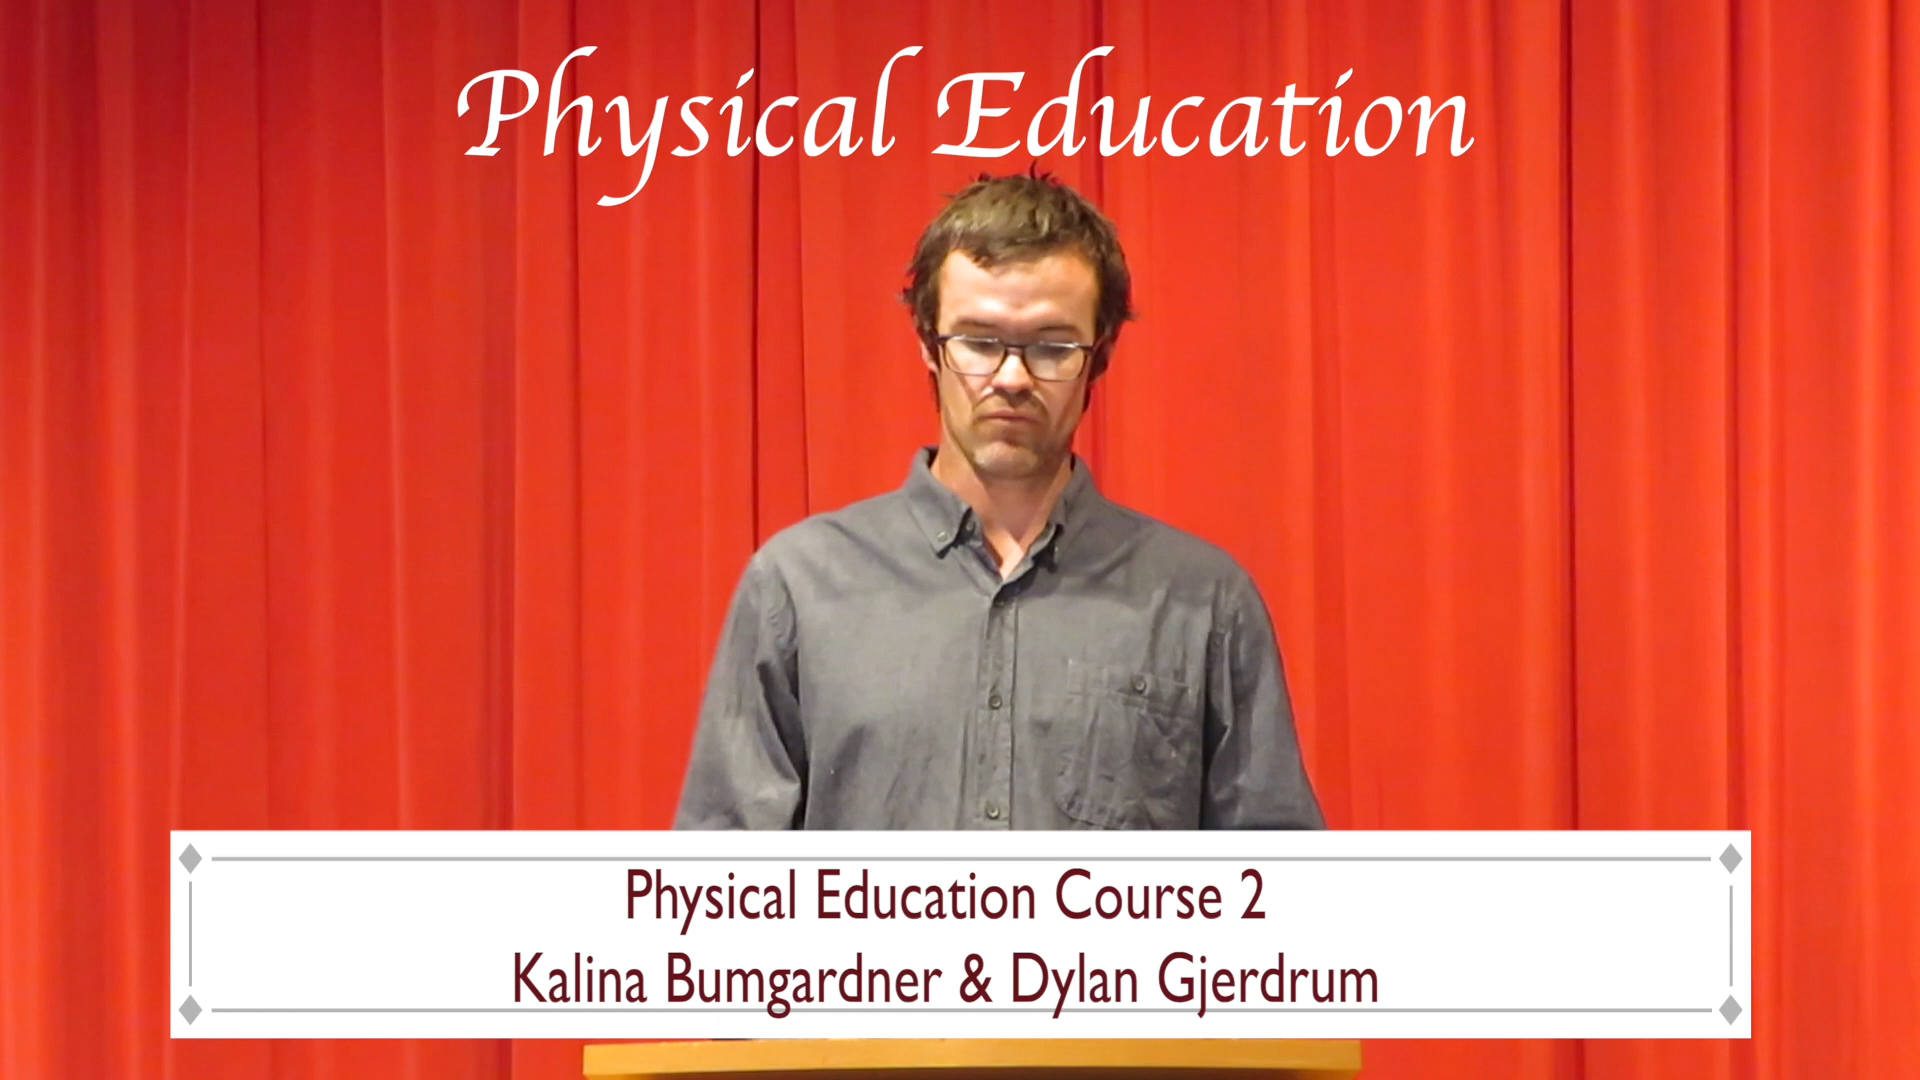 Physical Education
Physical Education Course 2
Kalina Bumgardner & Dylan Gjerdrum